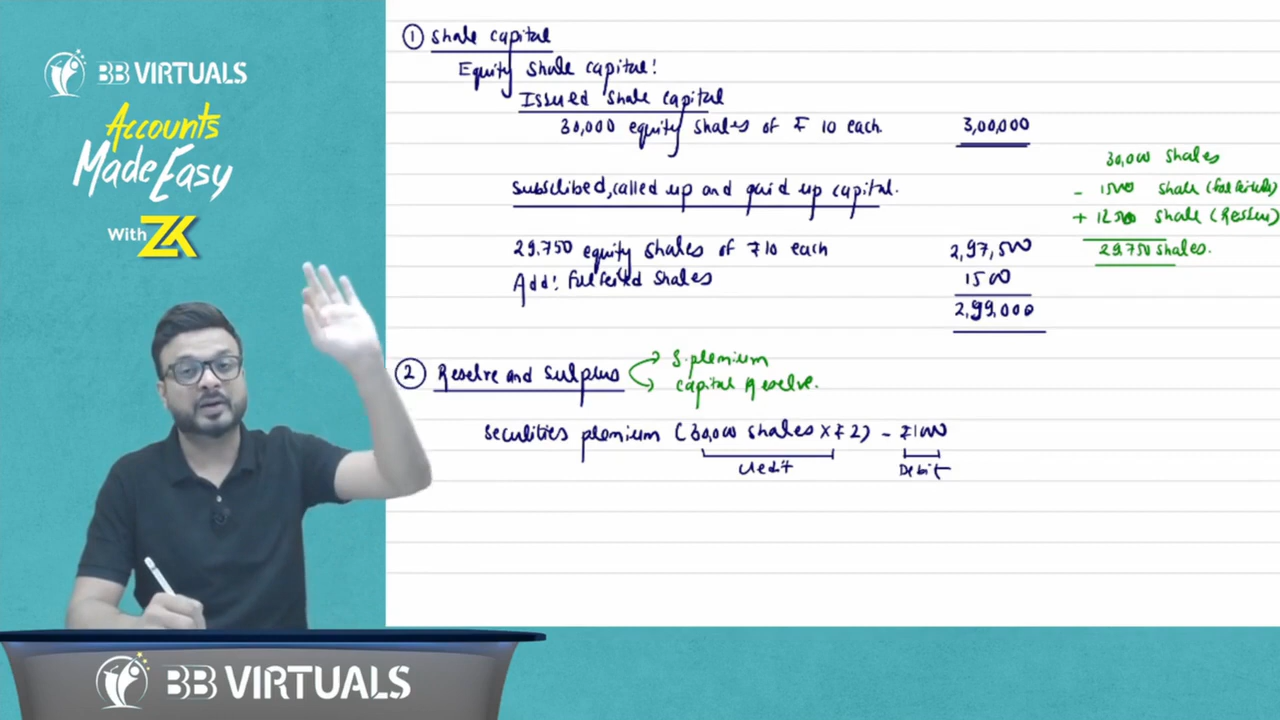 BB VIRTUALS
Accounts
Made Easy
With ZK
① Share capital
Equity Share capital:
Issued Share capital
30,000 equity shares of ₹ 10 each. 3,00,000
Subscribed, called up and paid up capital.
29,750 equity shares of ₹10 each 2,97,500
Add: Forfeited shares 1500
2,99,000
30,000 Shares
- 1500 Share (forfeiture)
+ 1250 Share
29,750 shares.
② Reserve and Surplus
S. premium
capital Reserve.
Securities premium (30,000 shares × ₹2) - ₹1000
Credit Debit
BB VIRTUALS